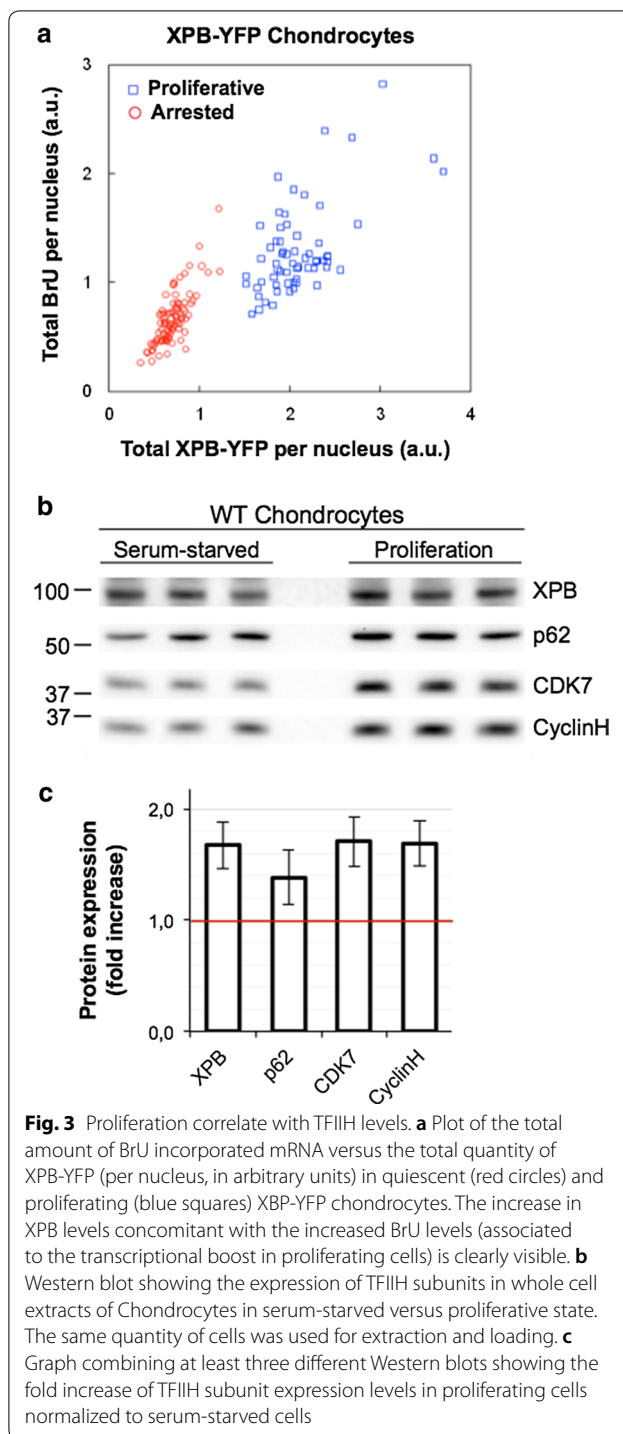 a
XPB-YFP Chondrocytes
3
2
1
0
Proliferative
Arrested
Total BrU per nucleus (a.u.)
0 1 2 3 4
Total XPB-YFP per nucleus (a.u.)
b
WT Chondrocytes
Serum-starved Proliferation
100 XPB
50 p62
37 CDK7
37 CyclinH
c
2,0
1,0
0,0
Protein expression
(fold increase)
XPB p62 CDK7 CyclinH
Fig. 3 Proliferation correlate with TFIIH levels. a Plot of the total
amount of BrU incorporated mRNA versus the total quantity of
XPB-YFP (per nucleus, in arbitrary units) in quiescent (red circles) and
proliferating (blue squares) XBP-YFP chondrocytes. The increase in
XPB levels concomitant with the increased BrU levels (associated
to the transcriptional boost in proliferating cells) is clearly visible. b
Western blot showing the expression of TFIIH subunits in whole cell
extracts of Chondrocytes in serum-starved versus proliferative state.
The same quantity of cells was used for extraction and loading. c
Graph combining at least three different Western blots showing the
fold increase of TFIIH subunit expression levels in proliferating cells
normalized to serum-starved cells